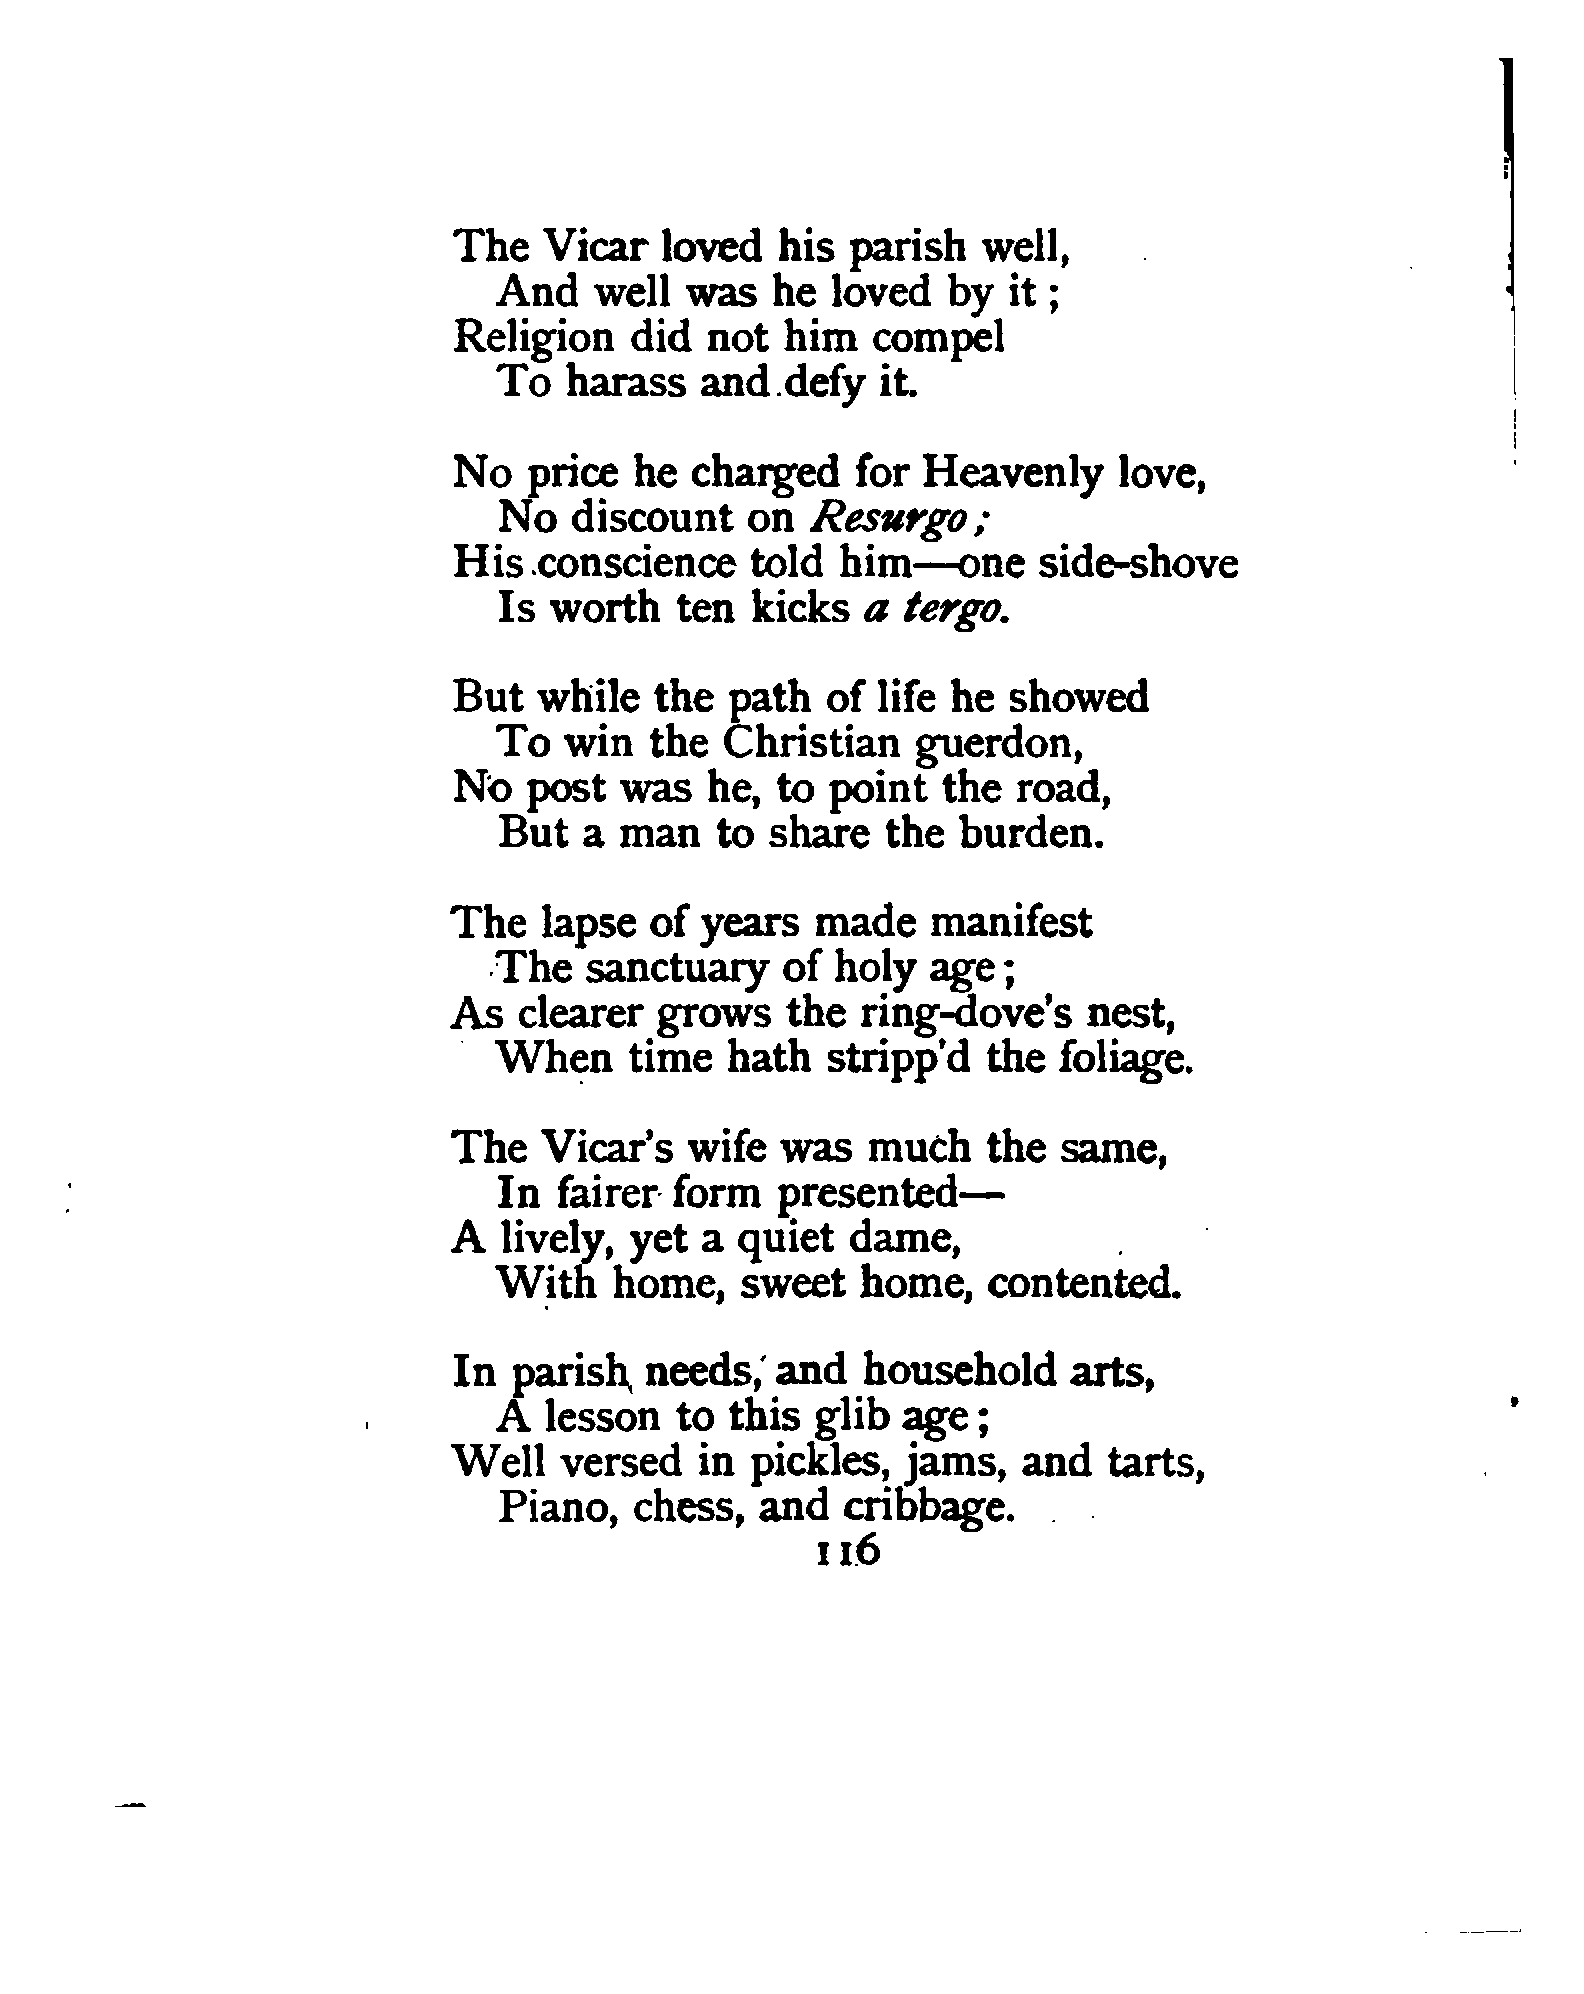 The Vicar loved his parish well,
And well was he loved by it ;
Religion did not him compel
To harass and defy it.
No price he charged for Heavenly love,
No discount on Resurgo ;
His conscience told him—one side-shove
Is worth ten kicks a tergo.
But while the path of life he showed
To win the Christian guerdon,
No post was he, to point the road,
But a man to share the burden.
The lapse of years made manifest
The sanctuary of holy age ;
As clearer grows the ring-dove's nest,
When time hath stripp'd the foliage.
The Vicar's wife was much the same,
In fairer form presented—
A lively, yet a quiet dame,
With home, sweet home, contented.
In parish needs, and household arts,
A lesson to this glib age ;
Well versed in pickles, jams, and tarts,
Piano, chess, and cribbage.
116